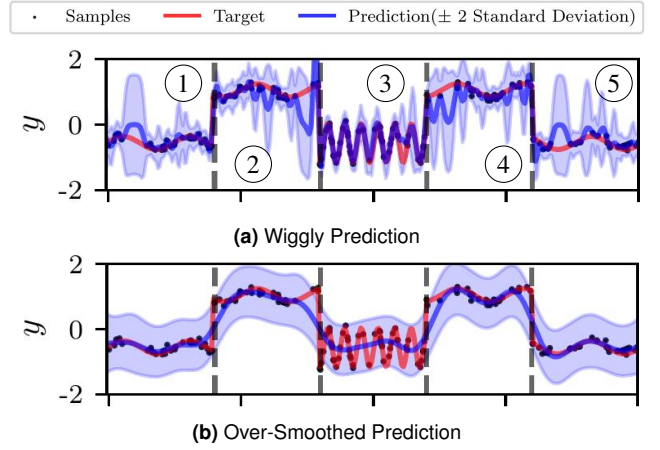 Samples Target Prediction(± 2 Standard Deviation)
2
0
-2
y
1 2 3 4 5
(a) Wiggly Prediction
2
0
-2
y
(b) Over-Smoothed Prediction